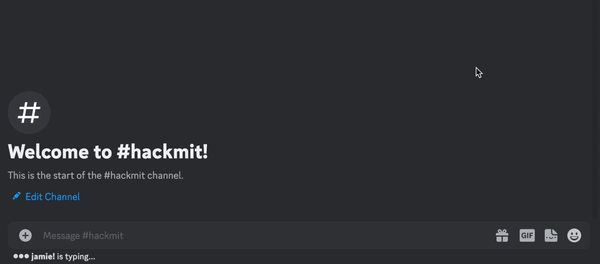 #
Welcome to #hackmit!
This is the start of the #hackmit channel.
Edit Channel
Message #hackmit
GIF
jamie! is typing...